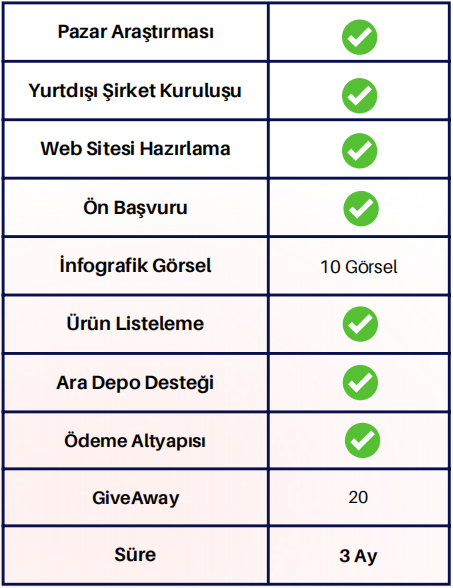 Pazar Araştırması
Yurtdışı Şirket Kuruluşu
Web Sitesi Hazırlama
Ön Başvuru
İnfografik Görsel
10 Görsel
Ürün Listeleme
Ara Depo Desteği
Ödeme Altyapısı
GiveAway
20
Süre
3 Ay